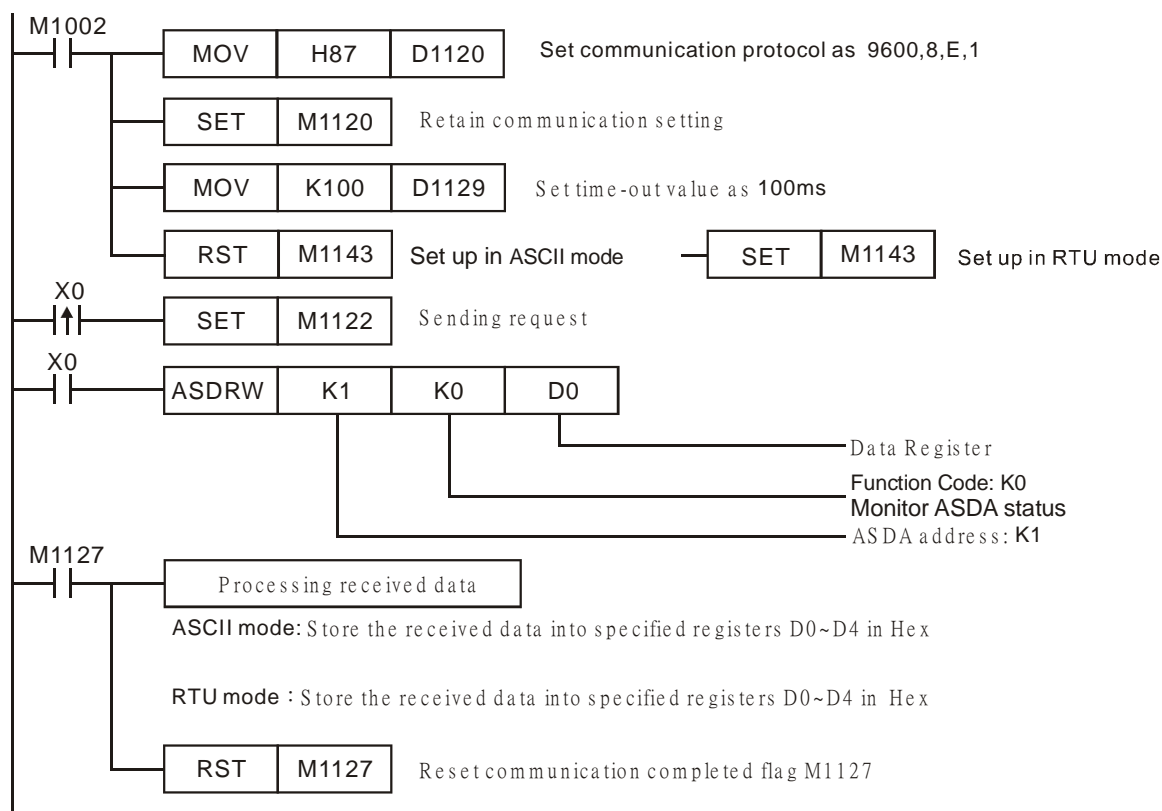 M1002
MOV H87 D1120 Set communication protocol as 9600,8,E,1
SET M1120 Retain communication setting
MOV K100 D1129 Set time-out value as 100ms
RST M1143 Set up in ASCII mode SET M1143 Set up in RTU mode
X0
SET M1122 Sending request
X0
ASDRW K1 K0 D0
Data Register
Function Code: K0
Monitor ASDA status
ASDA address: K1
M1127
Processing received data
ASCII mode: Store the received data into specified registers D0~D4 in Hex
RTU mode : Store the received data into specified registers D0~D4 in Hex
RST M1127 Reset communication completed flag M1127